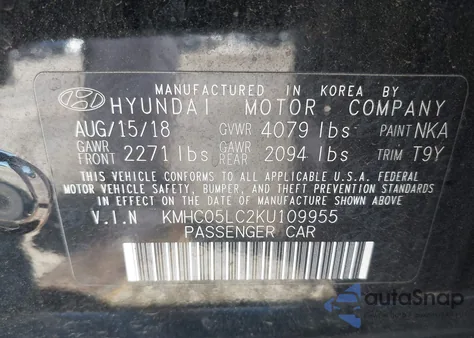 MANUFACTURED IN KOREA BY
HYUNDAI MOTOR COMPANY
AUG/15/18 GVWR 4079 lbs PAINT NKA
GAWR FRONT 2271 lbs GAWR REAR 2094 lbs TRIM T9Y
THIS VEHICLE CONFORMS TO ALL APPLICABLE U.S.A. FEDERAL
MOTOR VEHICLE SAFETY, BUMPER, AND THEFT PREVENTION STANDARDS
IN EFFECT ON THE DATE OF MANUFACTURE SHOWN ABOVE.
V.I.N KMHC05LC2KU109955
PASSENGER CAR
autoSnap